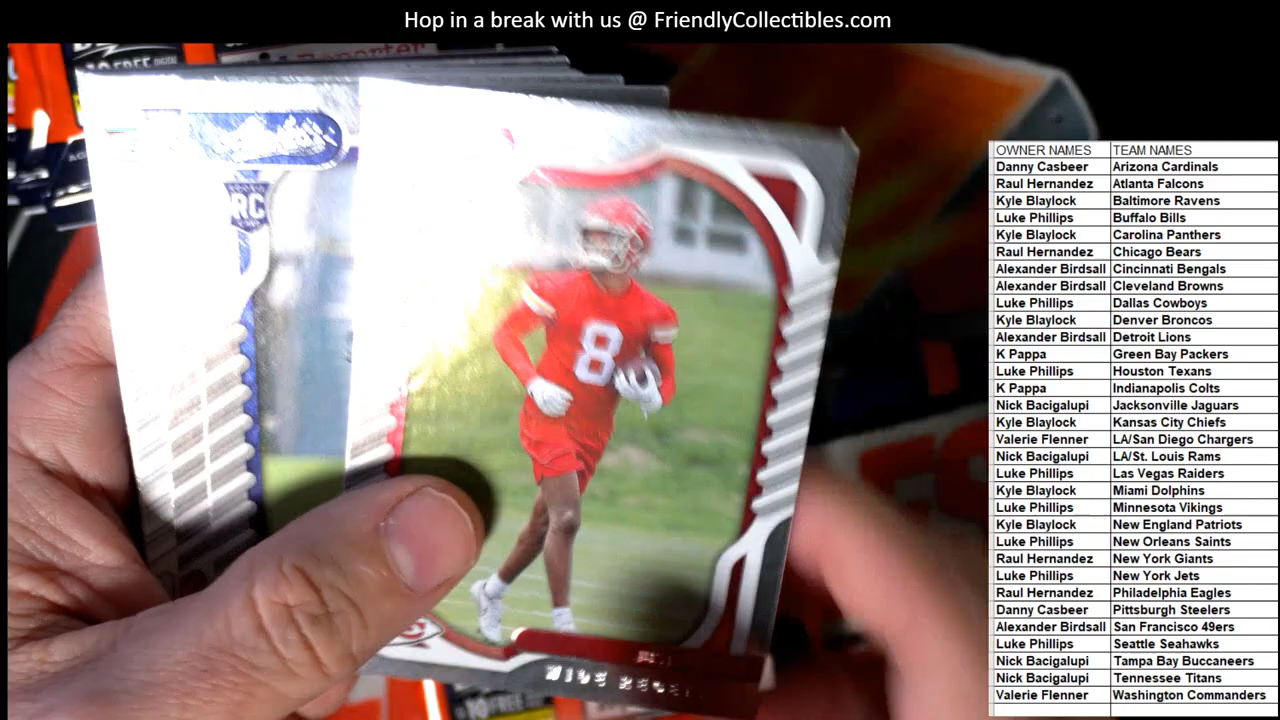 Hop in a break with us @ FriendlyCollectibles.com
FREE
RC
8
OWNER NAMES TEAM NAMES
Danny Casbeer Arizona Cardinals
Raul Hernandez Atlanta Falcons
Kyle Blaylock Baltimore Ravens
Luke Phillips Buffalo Bills
Kyle Blaylock Carolina Panthers
Raul Hernandez Chicago Bears
Alexander Birdsall Cincinnati Bengals
Alexander Birdsall Cleveland Browns
Luke Phillips Dallas Cowboys
Kyle Blaylock Denver Broncos
Alexander Birdsall Detroit Lions
K Pappa Green Bay Packers
Luke Phillips Houston Texans
K Pappa Indianapolis Colts
Nick Bacigalupi Jacksonville Jaguars
Kyle Blaylock Kansas City Chiefs
Valerie Flenner LA/San Diego Chargers
Nick Bacigalupi LA/St. Louis Rams
Luke Phillips Las Vegas Raiders
Kyle Blaylock Miami Dolphins
Luke Phillips Minnesota Vikings
Kyle Blaylock New England Patriots
Luke Phillips New Orleans Saints
Raul Hernandez New York Giants
Luke Phillips New York Jets
Raul Hernandez Philadelphia Eagles
Danny Casbeer Pittsburgh Steelers
Alexander Birdsall San Francisco 49ers
Luke Phillips Seattle Seahawks
Nick Bacigalupi Tampa Bay Buccaneers
Nick Bacigalupi Tennessee Titans
Valerie Flenner Washington Commanders